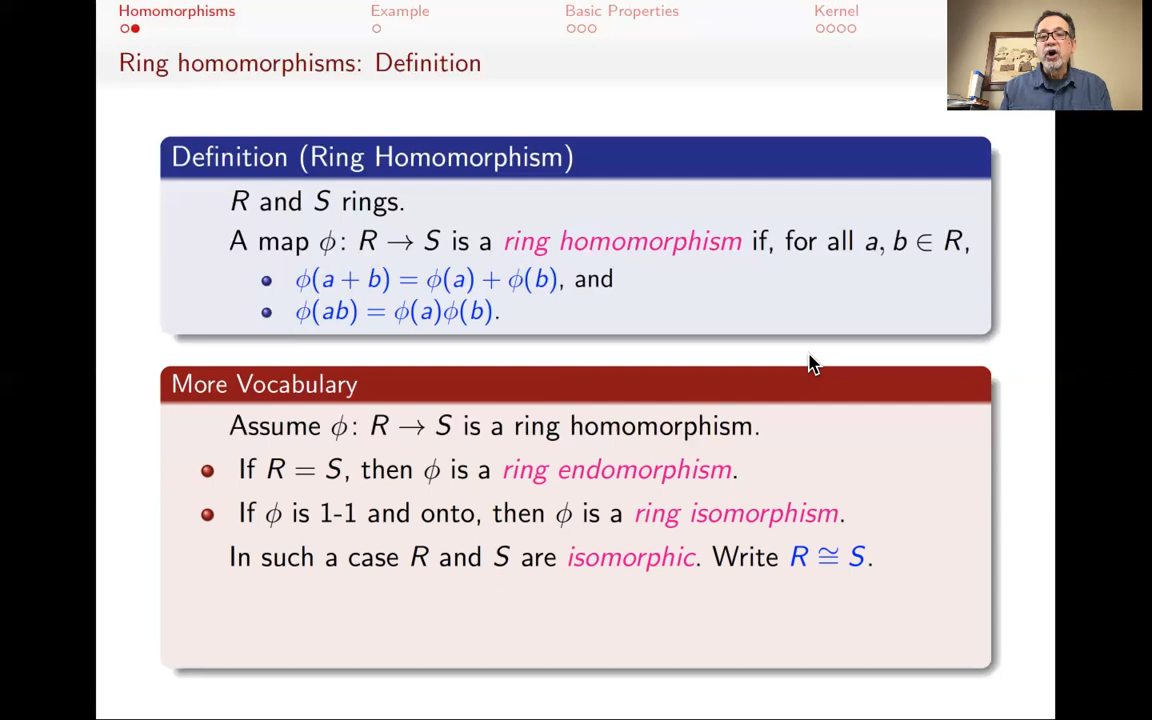 Homomorphisms Example Basic Properties Kernel
Ring homomorphisms: Definition
Definition (Ring Homomorphism)
R and S rings.
A map ϕ: R → S is a ring homomorphism if, for all a, b ∈ R,
ϕ(a + b) = ϕ(a) + ϕ(b), and
ϕ(ab) = ϕ(a)ϕ(b).
More Vocabulary
Assume ϕ: R → S is a ring homomorphism.
If R = S, then ϕ is a ring endomorphism.
If ϕ is 1-1 and onto, then ϕ is a ring isomorphism.
In such a case R and S are isomorphic. Write R ≅ S.